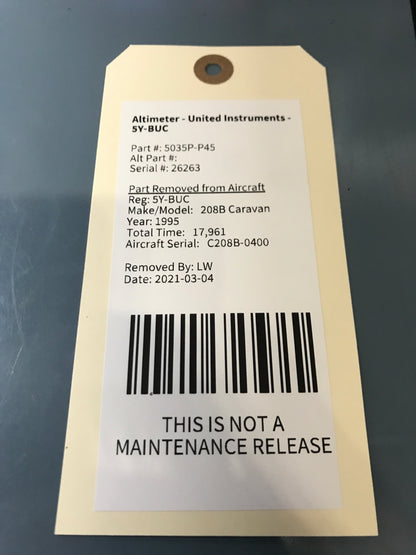 Altimeter - United Instruments -
5Y-BUC
Part #: 5035P-P45
Alt Part #:
Serial #: 26263
Part Removed from Aircraft
Reg: 5Y-BUC
Make/Model: 208B Caravan
Year: 1995
Total Time: 17,961
Aircraft Serial: C208B-0400
Removed By: LW
Date: 2021-03-04
THIS IS NOT A
MAINTENANCE RELEASE